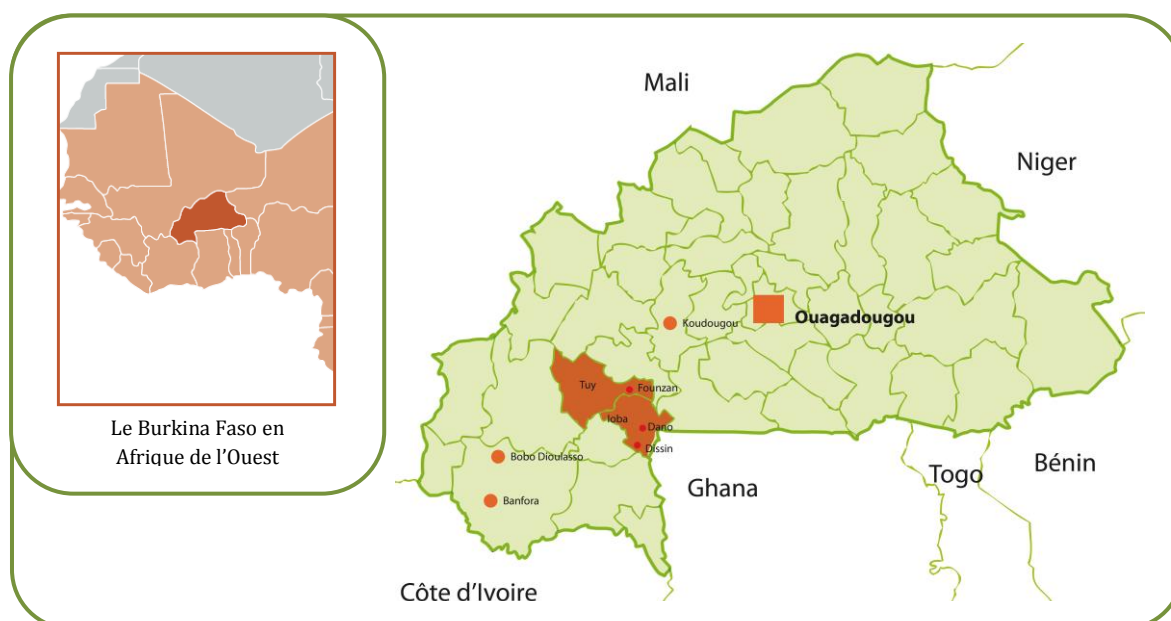 Mali
Niger
Koudougou
Ouagadougou
Tuy
Founzan
Ioba
Dano
Dissin
Bobo Dioulasso
Banfora
Ghana
Togo
Bénin
Côte d'Ivoire
Le Burkina Faso en
Afrique de l'Ouest